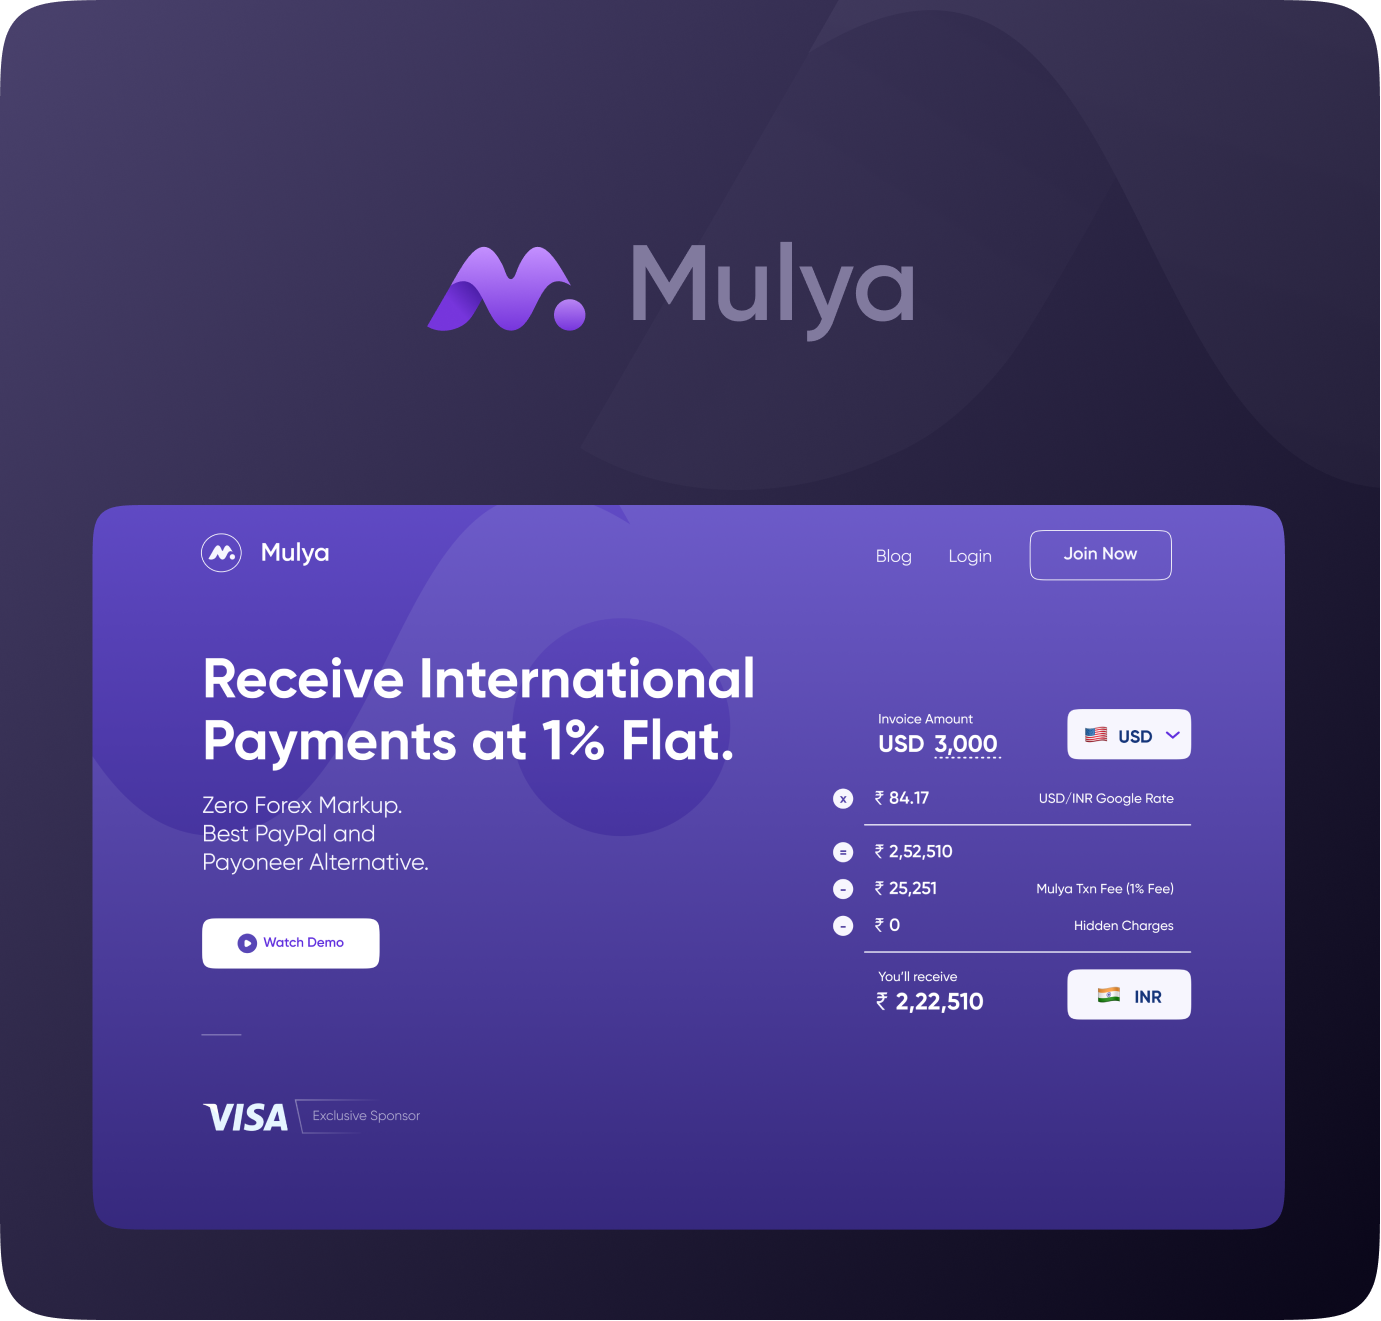 Mulya
Mulya
Blog
Login
Join Now
Receive International
Payments at 1% Flat.
Zero Forex Markup.
Best PayPal and
Payoneer Alternative.
Watch Demo
VISA
Exclusive Sponsor
Invoice Amount
USD 3,000
USD
x ₹ 84.17 USD/INR Google Rate
= ₹ 2,52,510
- ₹ 25,251 Mulya Txn Fee (1% Fee)
- ₹ 0 Hidden Charges
You'll receive
₹ 2,22,510
INR